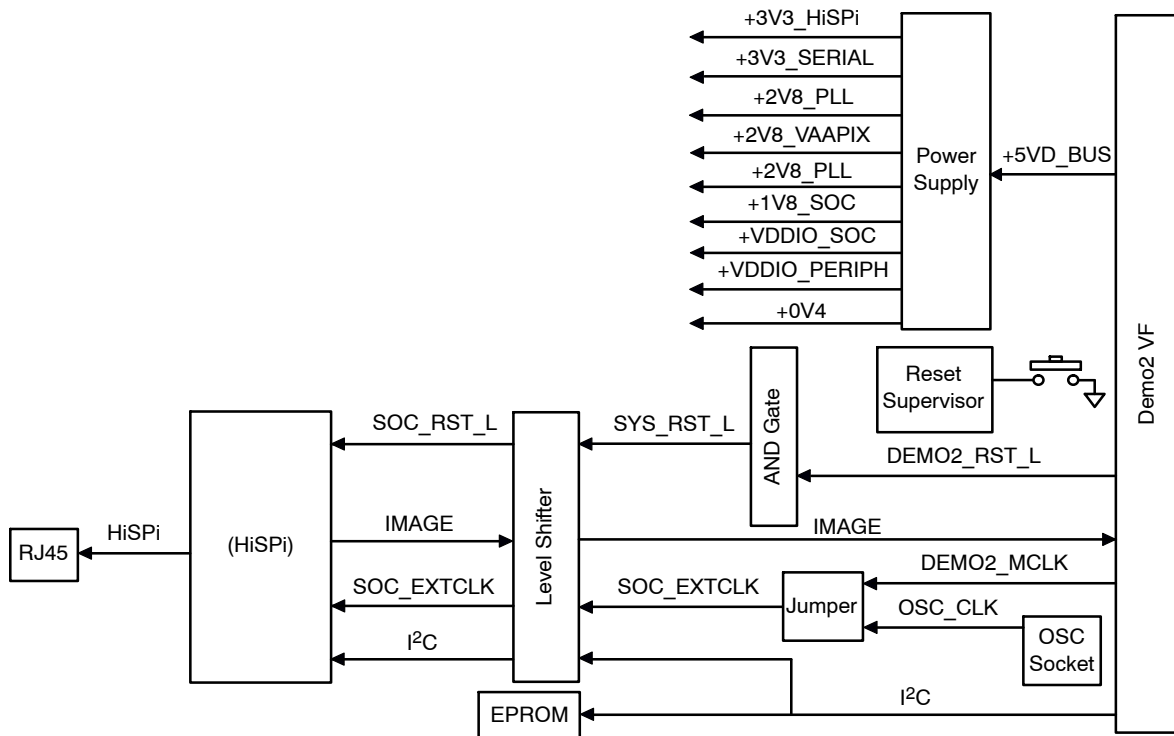 +3V3_HiSPi
+3V3_SERIAL
+2V8_PLL
+2V8_VAAPIX
+2V8_PLL
+1V8_SOC
+VDDIO_SOC
+VDDIO_PERIPH
+0V4
Power
Supply
+5VD_BUS
Demo2 VF
Reset
Supervisor
AND Gate
SOC_RST_L
SYS_RST_L
DEMO2_RST_L
HiSPi
RJ45
(HiSPi)
IMAGE
Level Shifter
IMAGE
DEMO2_MCLK
SOC_EXTCLK
SOC_EXTCLK
Jumper
OSC_CLK
OSC
Socket
I²C
I²C
EPROM